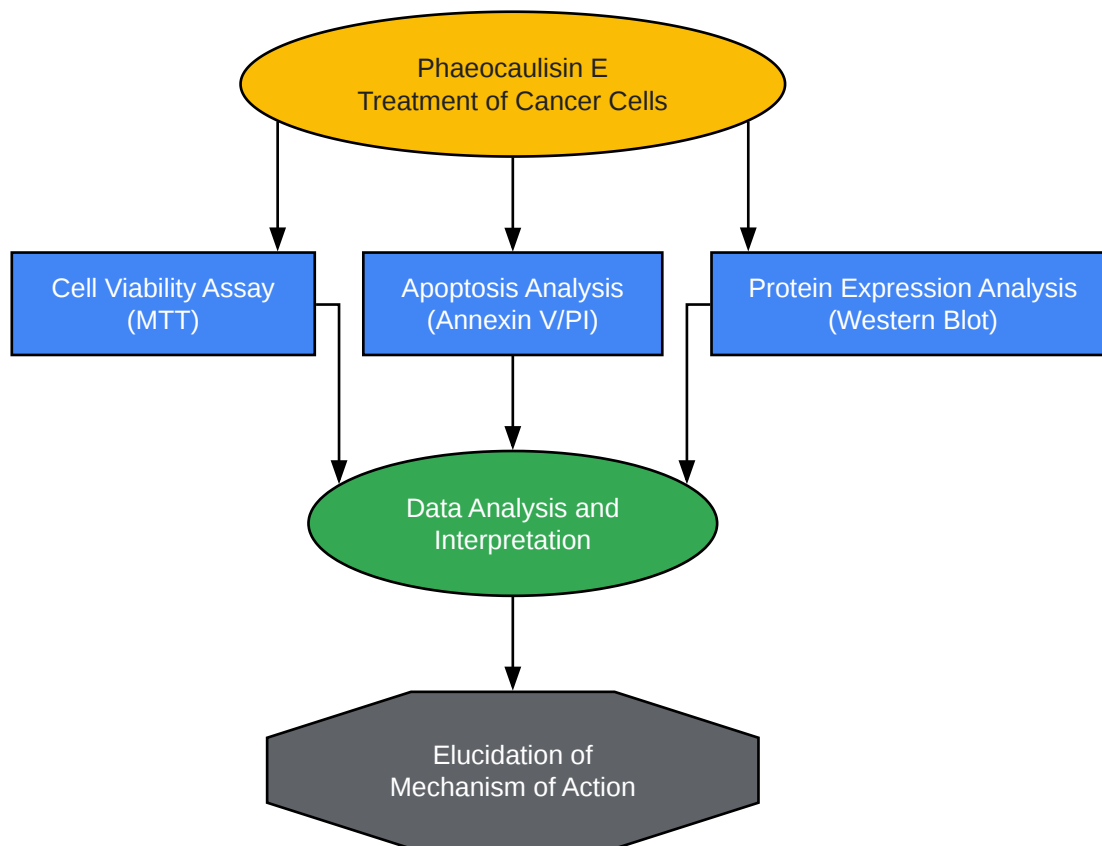 Phaeocaulisin E
Treatment of Cancer Cells
Cell Viability Assay
(MTT)
Apoptosis Analysis
(Annexin V/PI)
Protein Expression Analysis
(Western Blot)
Data Analysis and
Interpretation
Elucidation of
Mechanism of Action